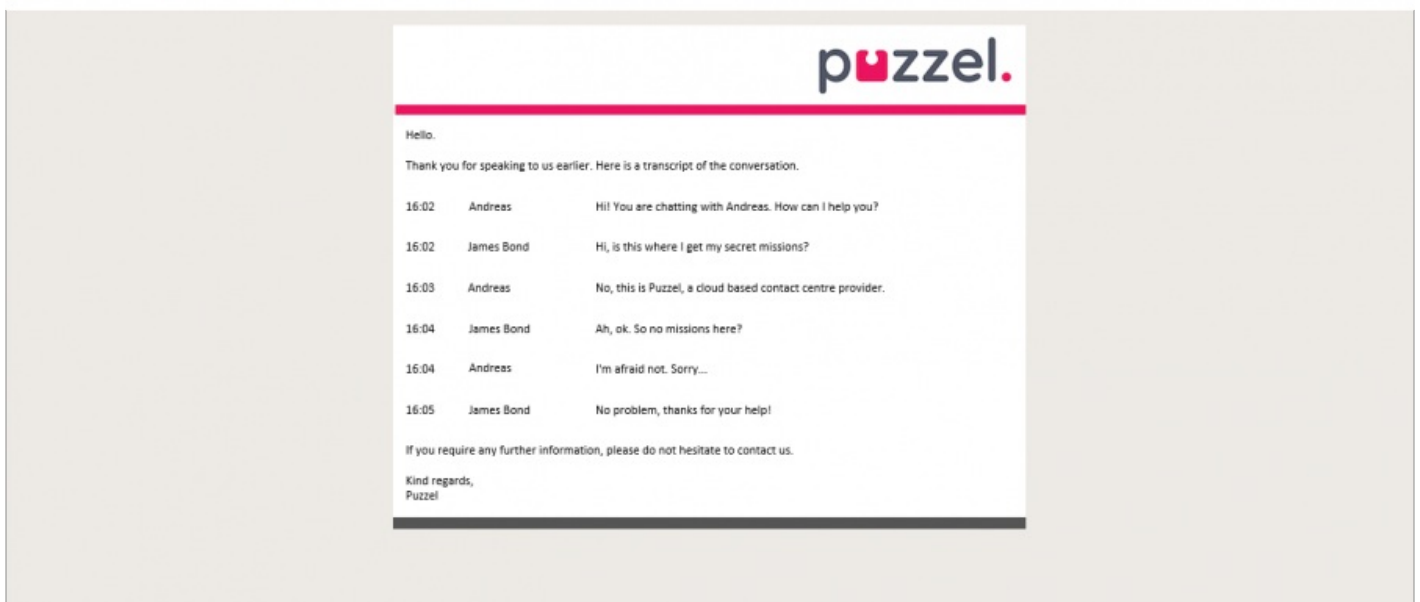 puzzel.
Hello.
Thank you for speaking to us earlier. Here is a transcript of the conversation.
16:02 Andreas Hi! You are chatting with Andreas. How can I help you?
16:02 James Bond Hi, is this where I get my secret missions?
16:03 Andreas No, this is Puzzel, a cloud based contact centre provider.
16:04 James Bond Ah, ok. So no missions here?
16:04 Andreas I'm afraid not. Sorry...
16:05 James Bond No problem, thanks for your help!
If you require any further information, please do not hesitate to contact us.
Kind regards,
Puzzel